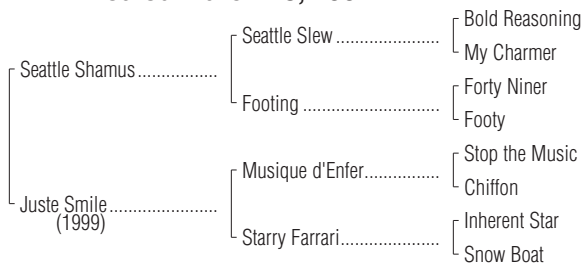 Bold Reasoning
Seattle Slew
My Charmer
Seattle Shamus
Forty Niner
Footing
Footy
Stop the Music
Musique d'Enfer
Chiffon
Juste Smile
(1999)
Inherent Star
Starry Farrari
Snow Boat